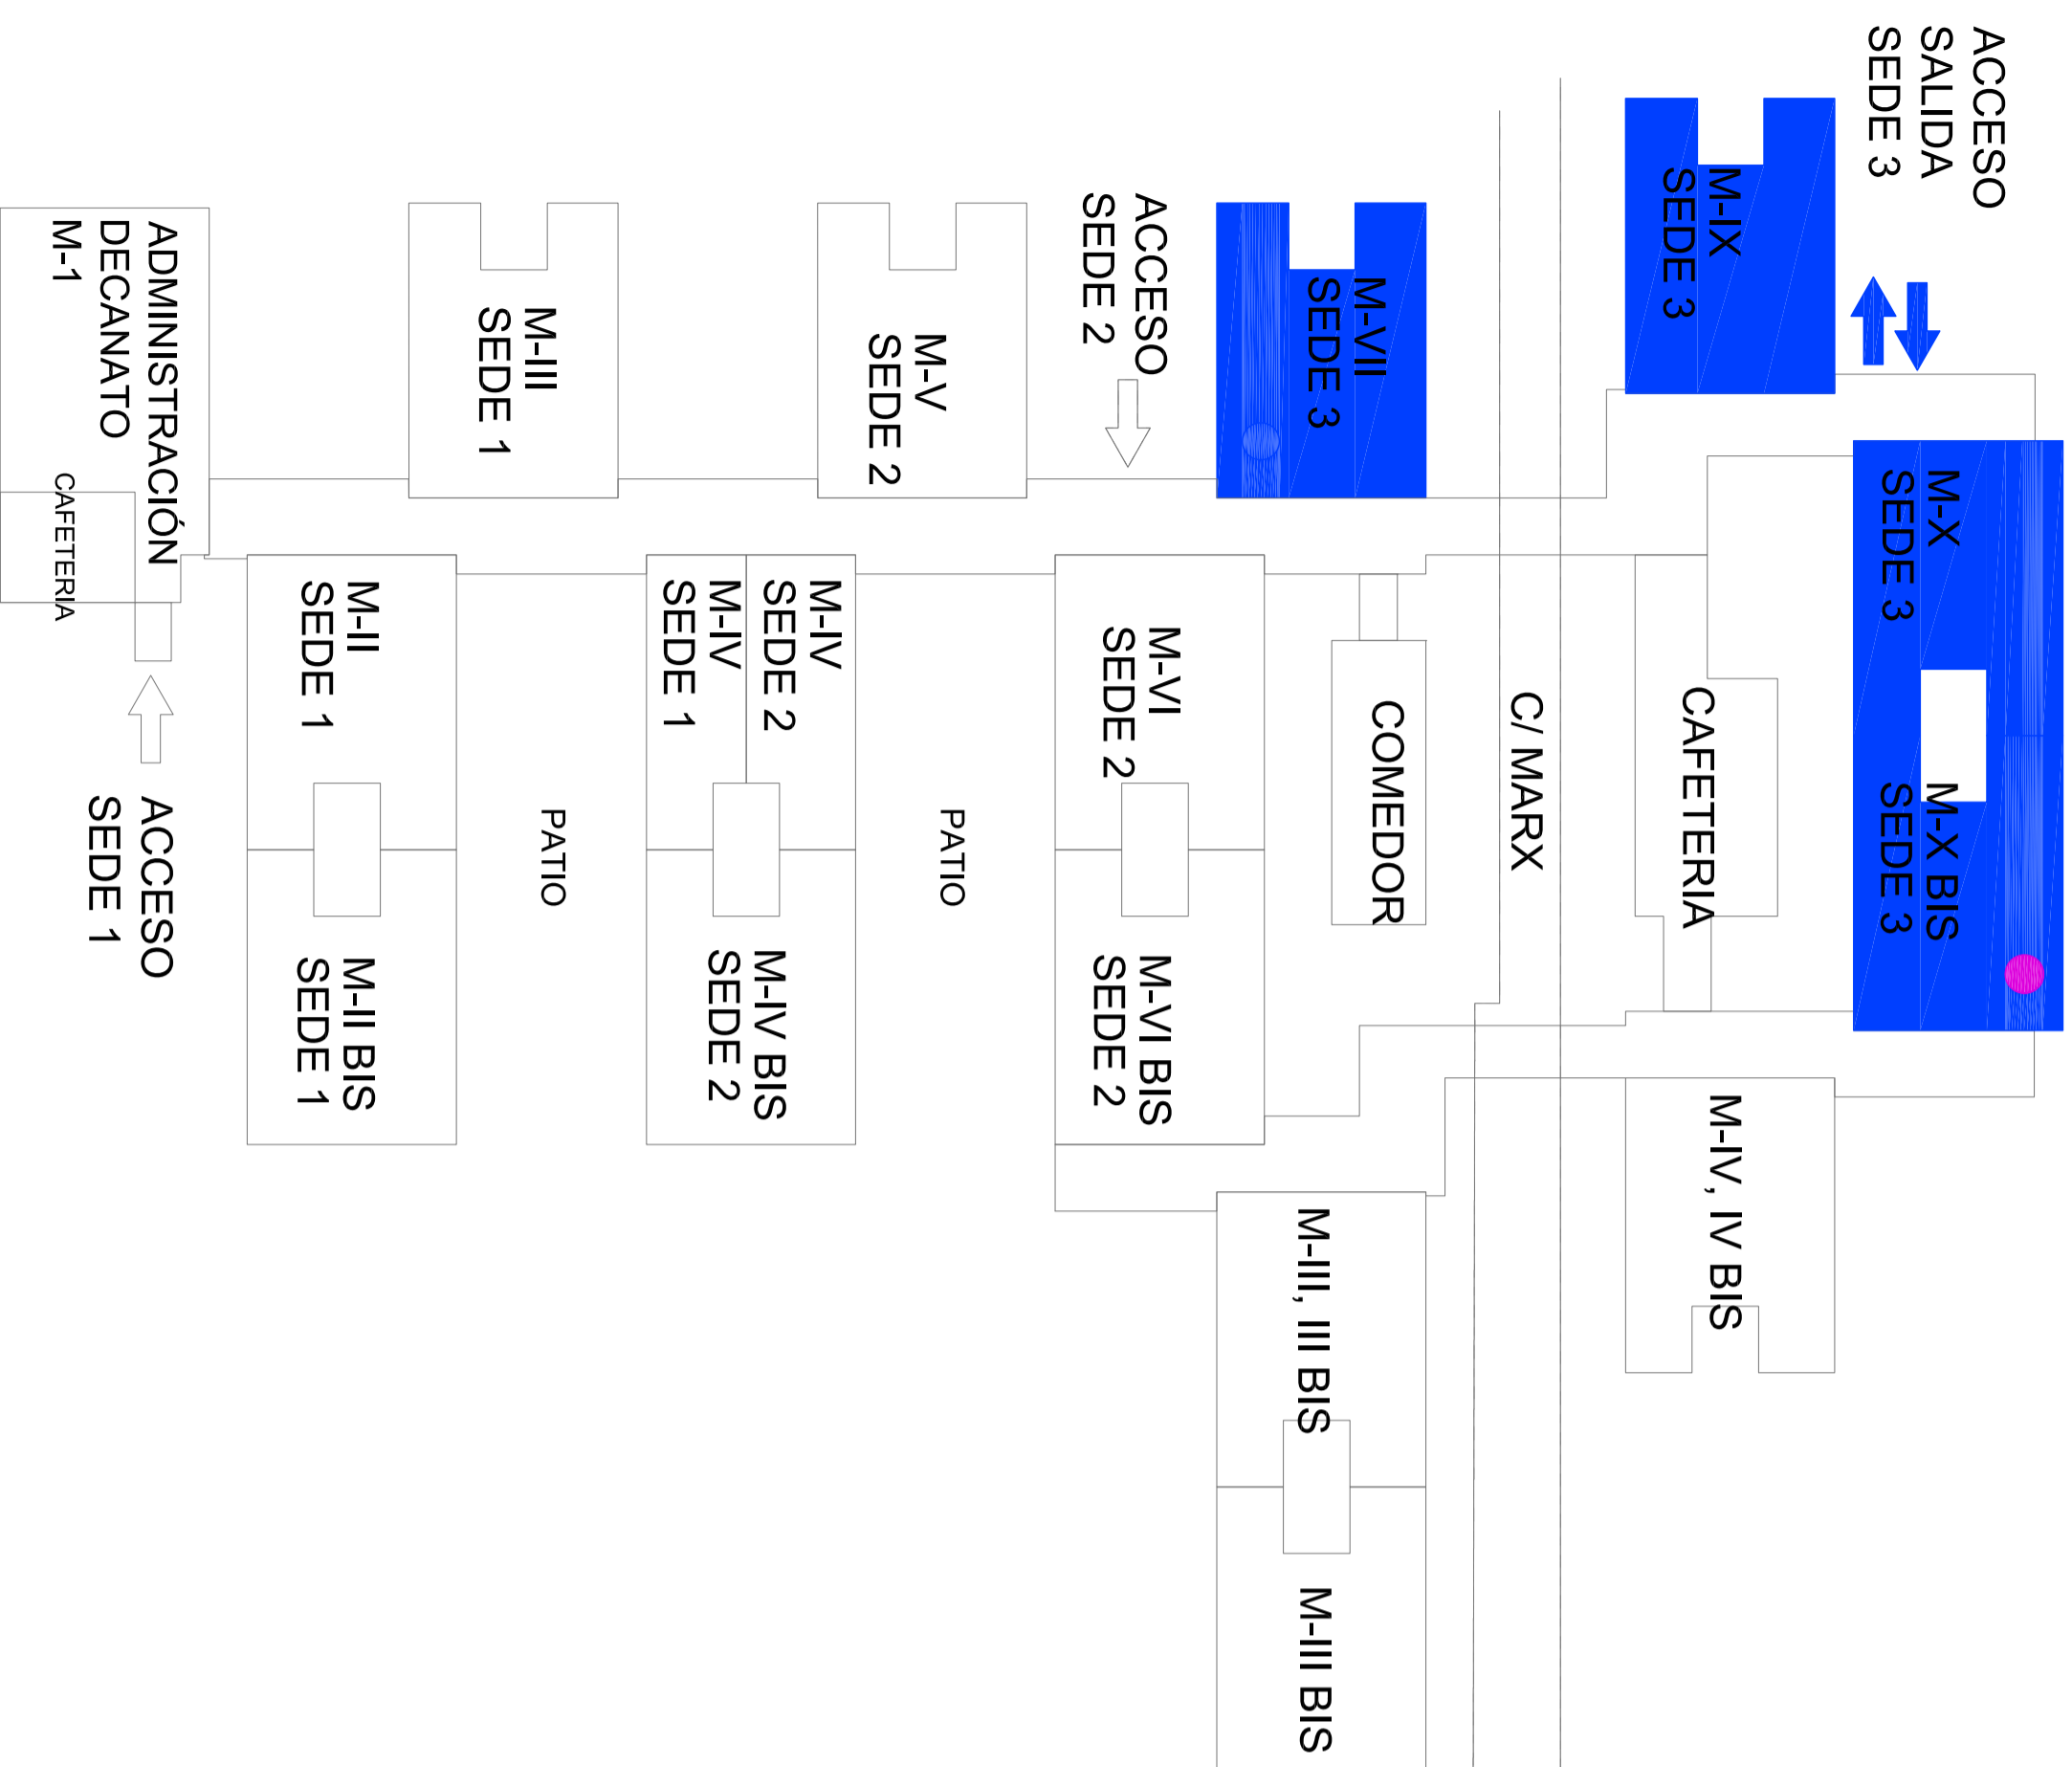 ACCESO
SALIDA
SEDE 3
M-IX
SEDE 3
M-X
SEDE 3
M-X BIS
SEDE 3
CAFETERIA
M-IV, IV BIS
C/ MARX
M-VII
SEDE 3
COMEDOR
ACCESO
SEDE 2
M-VI
SEDE 2
M-VI BIS
SEDE 2
M-III, III BIS
M-III BIS
M-V
SEDE 2
PATIO
M-IV
SEDE 2
M-IV
SEDE 1
M-IV BIS
SEDE 2
M-III
SEDE 1
PATIO
M-II
SEDE 1
M-II BIS
SEDE 1
ADMINISTRACIÓN
DECANATO
M-1
CAFETERIA
ACCESO
SEDE 1